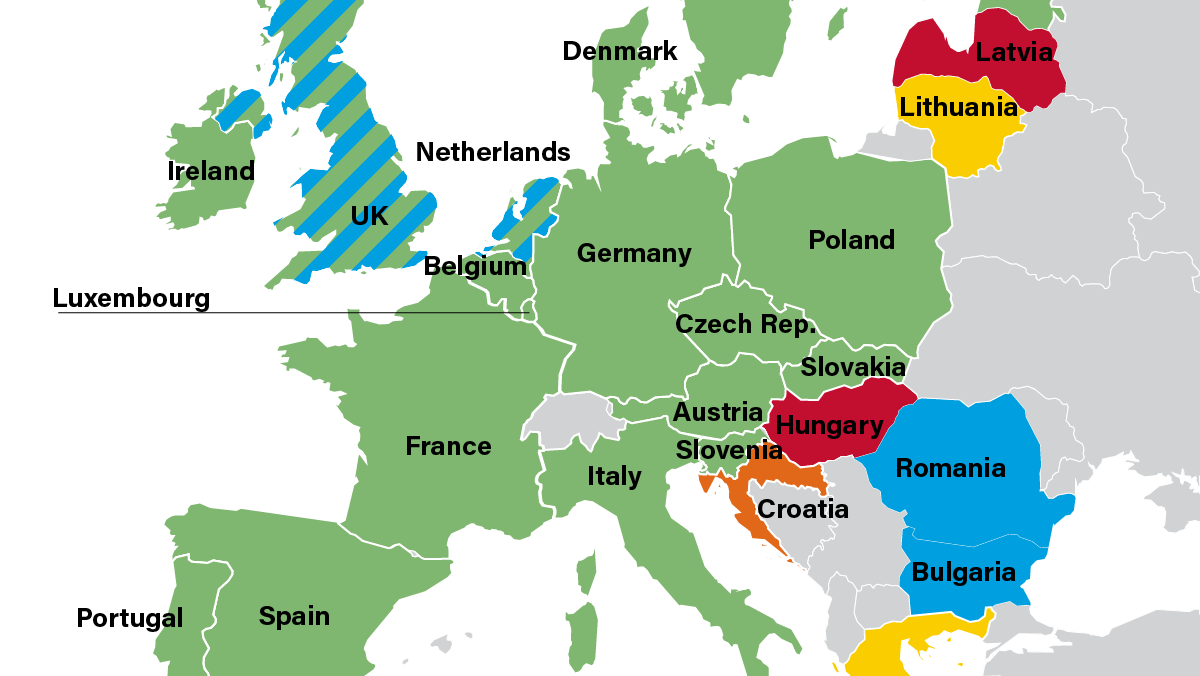 Denmark
Latvia
Lithuania
Netherlands
Ireland
UK
Poland
Germany
Belgium
Luxembourg
Czech Rep.
Slovakia
Austria
Hungary
France
Slovenia
Italy
Romania
Croatia
Bulgaria
Portugal
Spain